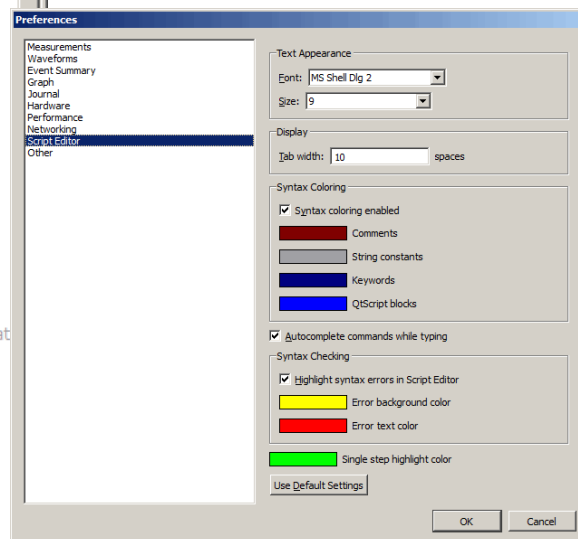 Preferences
Measurements
Waveforms
Event Summary
Graph
Journal
Hardware
Performance
Networking
Script Editor
Other
Text Appearance
Font: MS Shell Dlg 2
Size: 9
Display
Tab width: 10 spaces
Syntax Coloring
Syntax coloring enabled
Comments
String constants
Keywords
QtScript blocks
at
Autocomplete commands while typing
Syntax Checking
Highlight syntax errors in Script Editor
Error background color
Error text color
Single step highlight color
Use Default Settings
OK Cancel